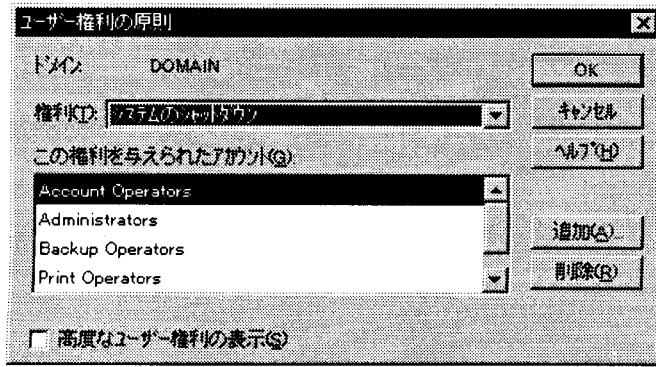 ユーザー権利の原則
ドメイン: DOMAIN
OK
権利(T): システムのシャットダウン
キャンセル
この権利を与えられたアカウント(G):
ヘルプ(H)
Account Operators
Administrators
Backup Operators
Print Operators
追加(A)...
削除(R)
高度なユーザー権利の表示(S)